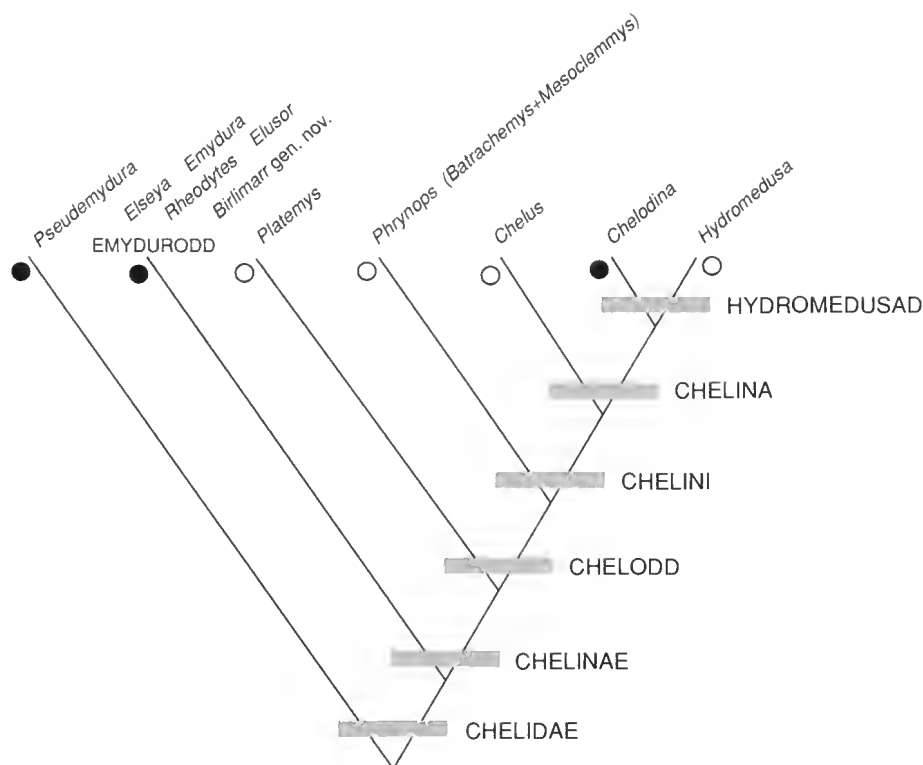 Pseudemydura
Elseya Emydura
Rheodytes Elusor
Birlimarr gen. nov.
EMYDURODD
Platemys
Phrynops (Batrachemys+Mesoclemmys)
Chelus
Chelodina
Hydromedusa
HYDROMEDUSAD
CHELINA
CHELINI
CHELODD
CHELINAE
CHELIDAE